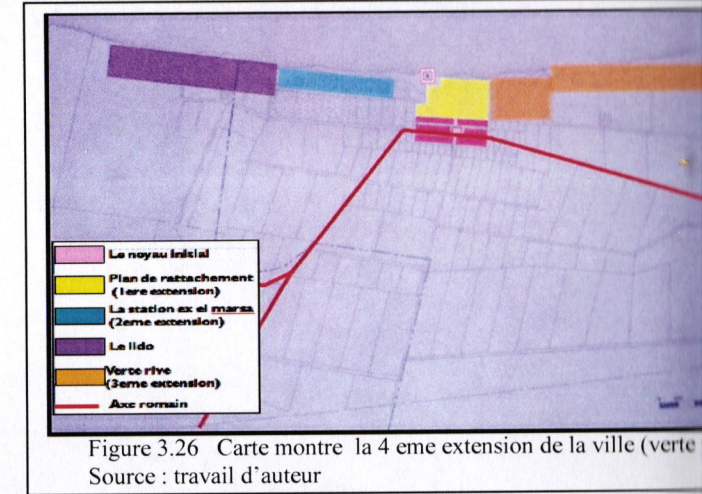 Le noyau Initial
Plan de rattachement
(1ere extension)
La station ex el marsa
(2eme extension)
Le lido
Verte rive
(3eme extension)
Axe romain
Figure 3.26 Carte montre la 4 eme extension de la ville (verte
Source : travail d'auteur